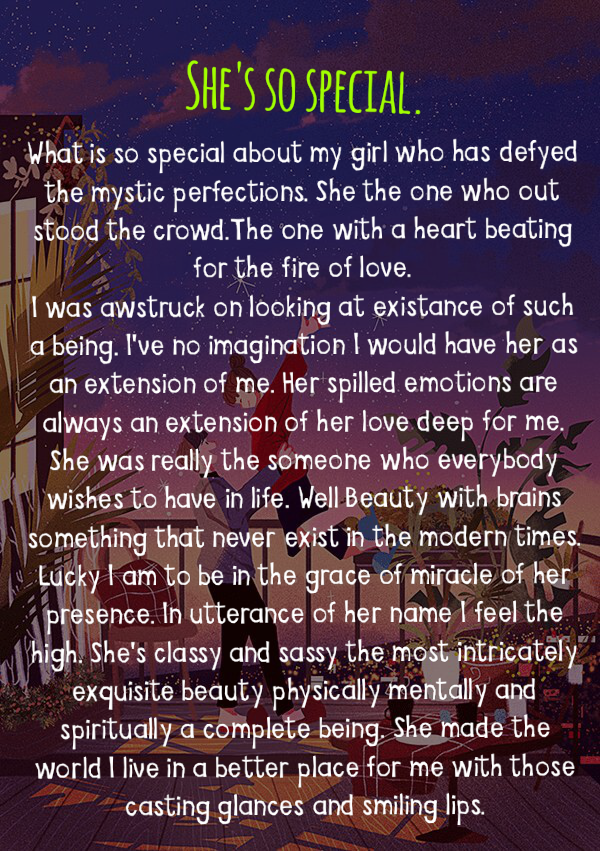 She's so special.
What is so special about my girl who has defyed
the mystic perfections. She the one who out
stood the crowd.The one with a heart beating
for the fire of love.
I was awstruck on looking at existance of such
a being. I've no imagination I would have her as
an extension of me. Her spilled emotions are
always an extension of her love deep for me.
She was really the someone who everybody
wishes to have in life. Well Beauty with brains
something that never exist in the modern times.
Lucky I am to be in the grace of miracle of her
presence. In utterance of her name I feel the
high. She's classy and sassy the most intricately
exquisite beauty physically mentally and
spiritually a complete being. She made the
world I live in a better place for me with those
casting glances and smiling lips.